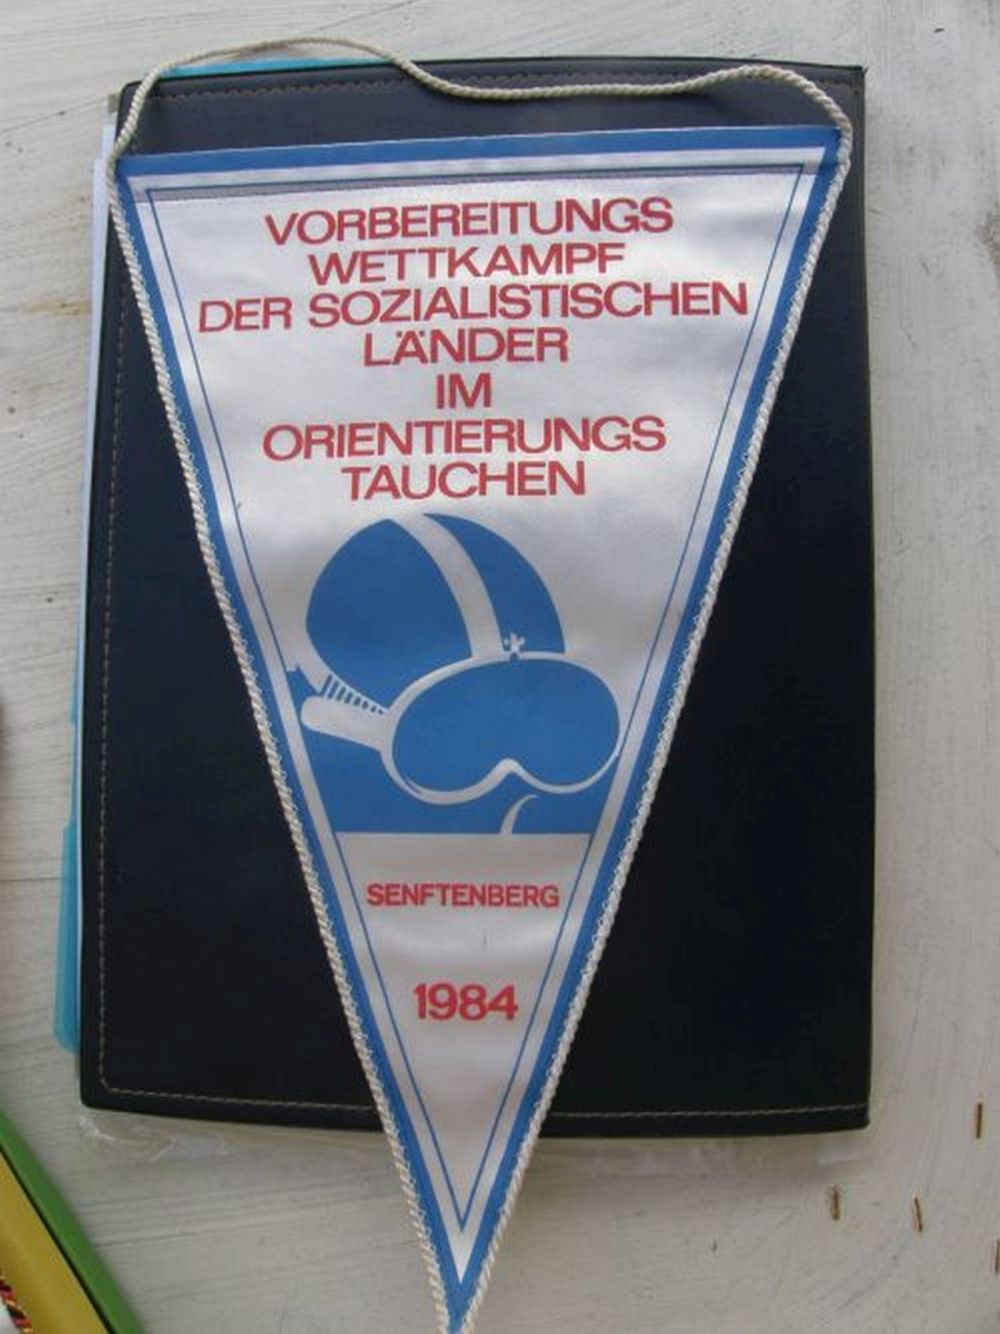 VORBEREITUNGS
WETTKAMPF
DER SOZIALISTISCHEN
LÄNDER
IM
ORIENTIERUNGS
TAUCHEN
SENFTENBERG
1984